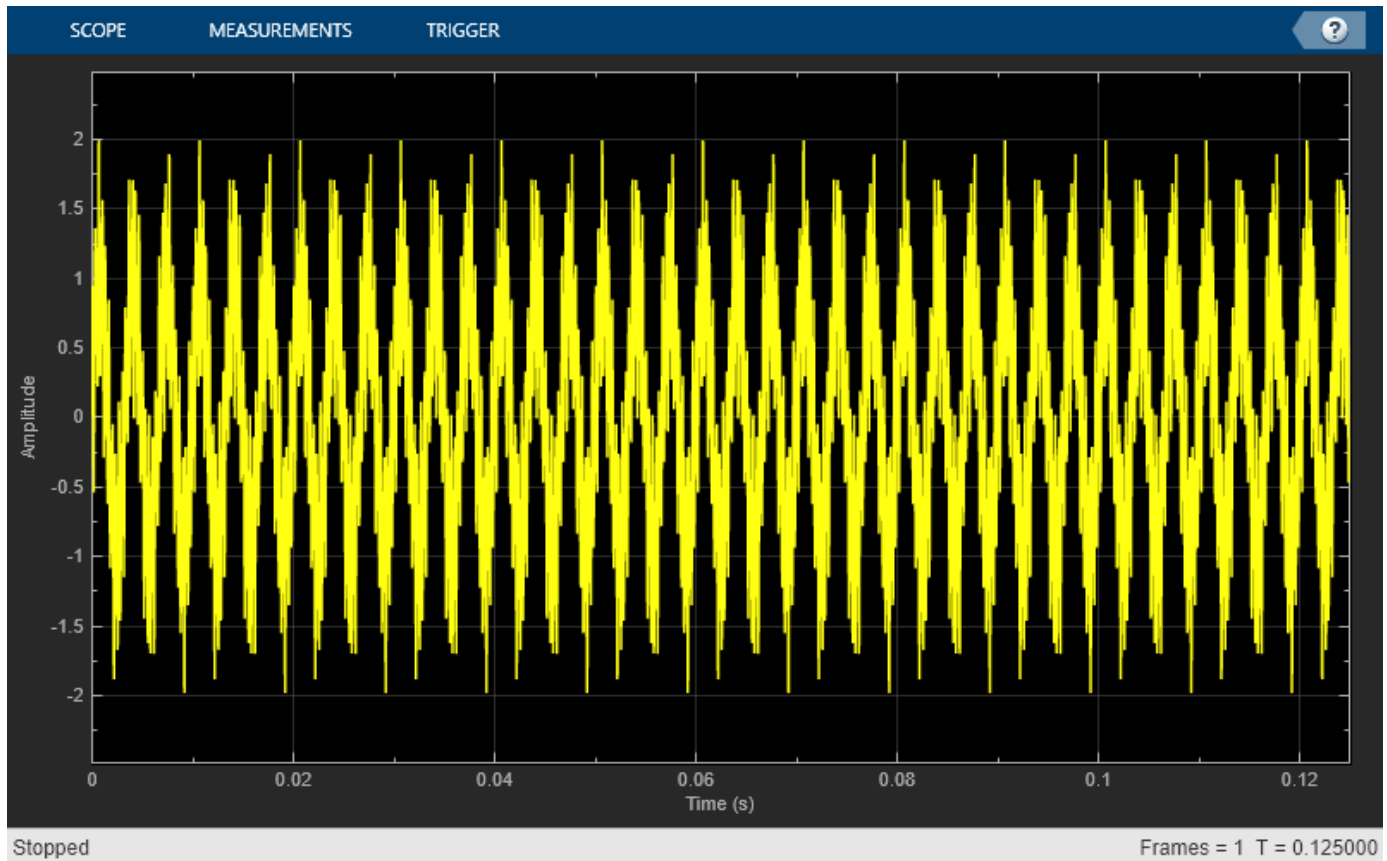 SCOPE MEASUREMENTS TRIGGER ?
2
1.5
1
0.5
0
-0.5
-1
-1.5
-2
Amplitude
0 0.02 0.04 0.06 0.08 0.1 0.12
Time (s)
Stopped Frames = 1 T = 0.125000